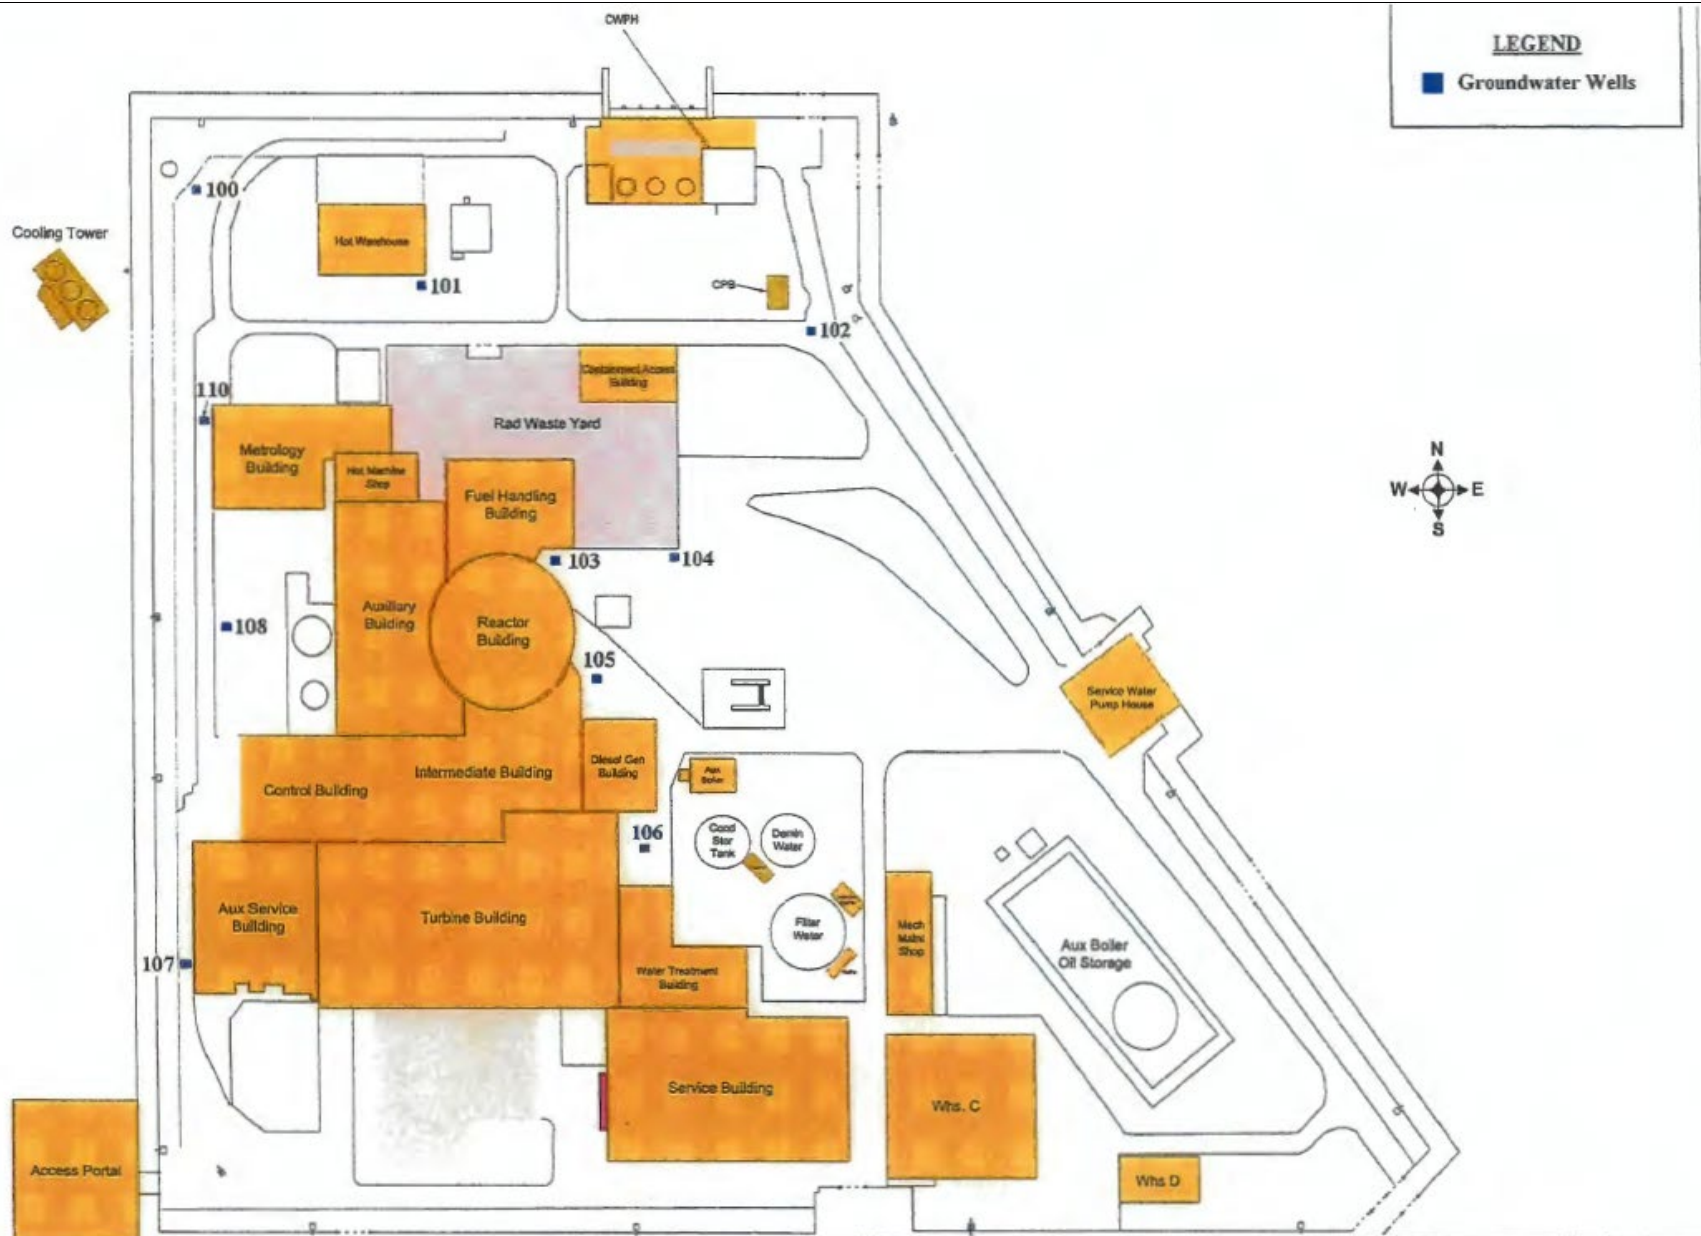 CWPH
LEGEND
Groundwater Wells
100
Cooling Tower
Hot Warehouse
101
CPB
102
110
Containment Access
Building
Rad Waste Yard
Metrology
Building
Hot Machine
Shop
Fuel Handling
Building
N
W
E
S
103
104
Auxiliary
Building
Reactor
Building
108
105
Service Water
Pump House
Diesel Gen
Building
Intermediate Building
Control Building
Aux
Boiler
106
Cond
Stor
Tank
Demin
Water
Aux Service
Building
Turbine Building
Filter
Water
Mech
Maint
Shop
Aux Boiler
Oil Storage
107
Water Treatment
Building
Service Building
Whs. C
Access Portal
Whs D